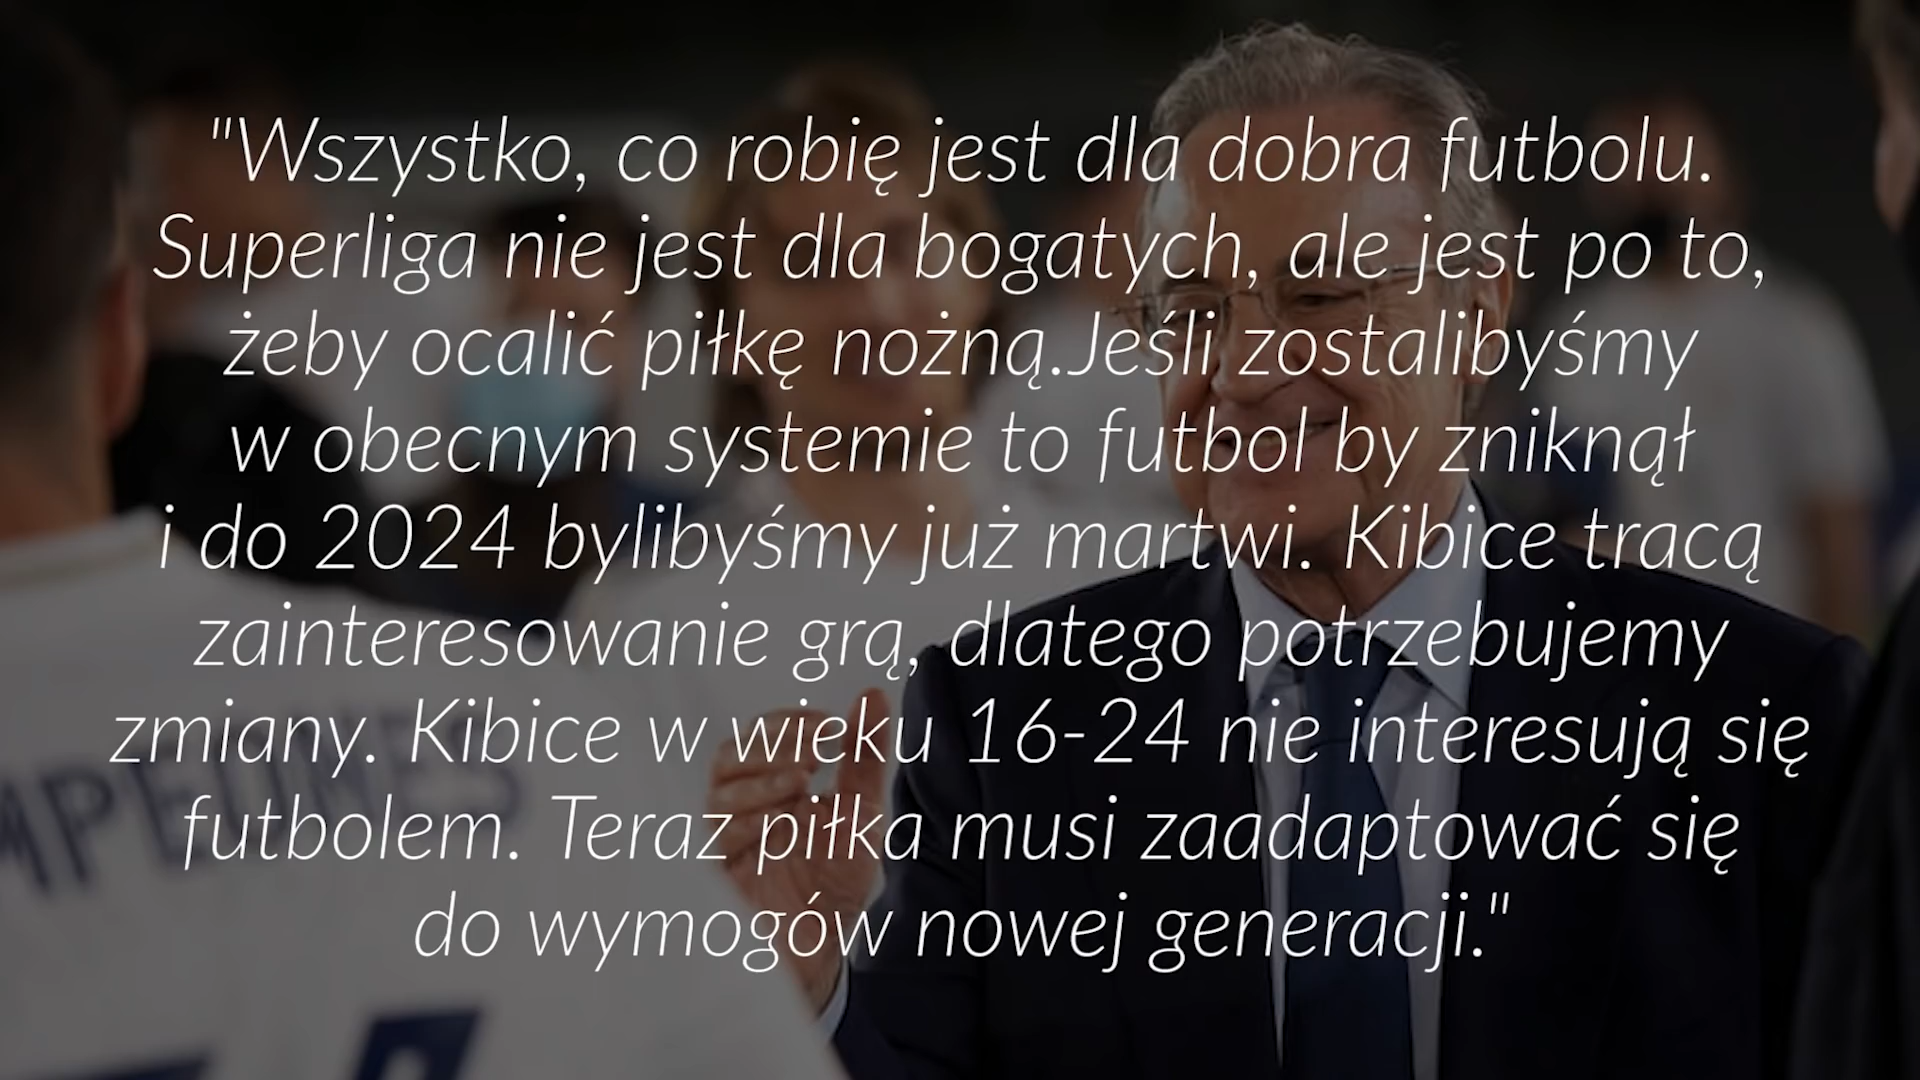 "Wszystko, co robię jest dla dobra futbolu.
Superliga nie jest dla bogatych, ale jest po to,
żeby ocalić piłkę nożną.Jeśli zostalibyśmy
w obecnym systemie to futbol by zniknął
i do 2024 bylibyśmy już martwi. Kibice tracą
zainteresowanie grą, dlatego potrzebujemy
zmiany. Kibice w wieku 16-24 nie interesują się
futbolem. Teraz piłka musi zaadaptować się
do wymogów nowej generacji."
MPEONES